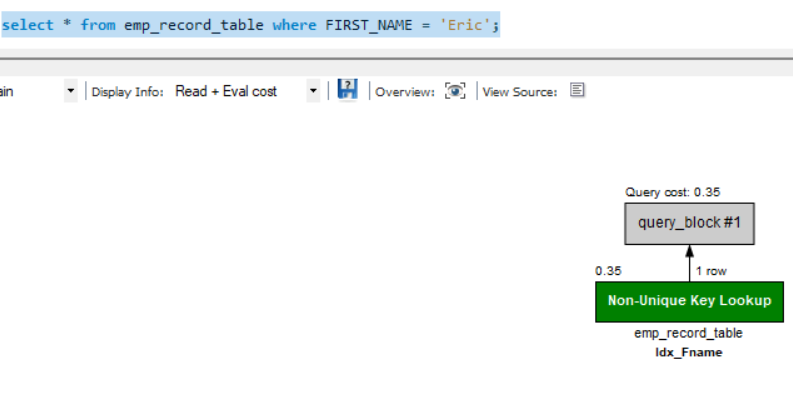 select * from emp_record_table where FIRST_NAME = 'Eric';
ain Display Info: Read + Eval cost Overview: View Source:
Query cost: 0.35
query_block #1
0.35 1 row
Non-Unique Key Lookup
emp_record_table
Idx_Fname